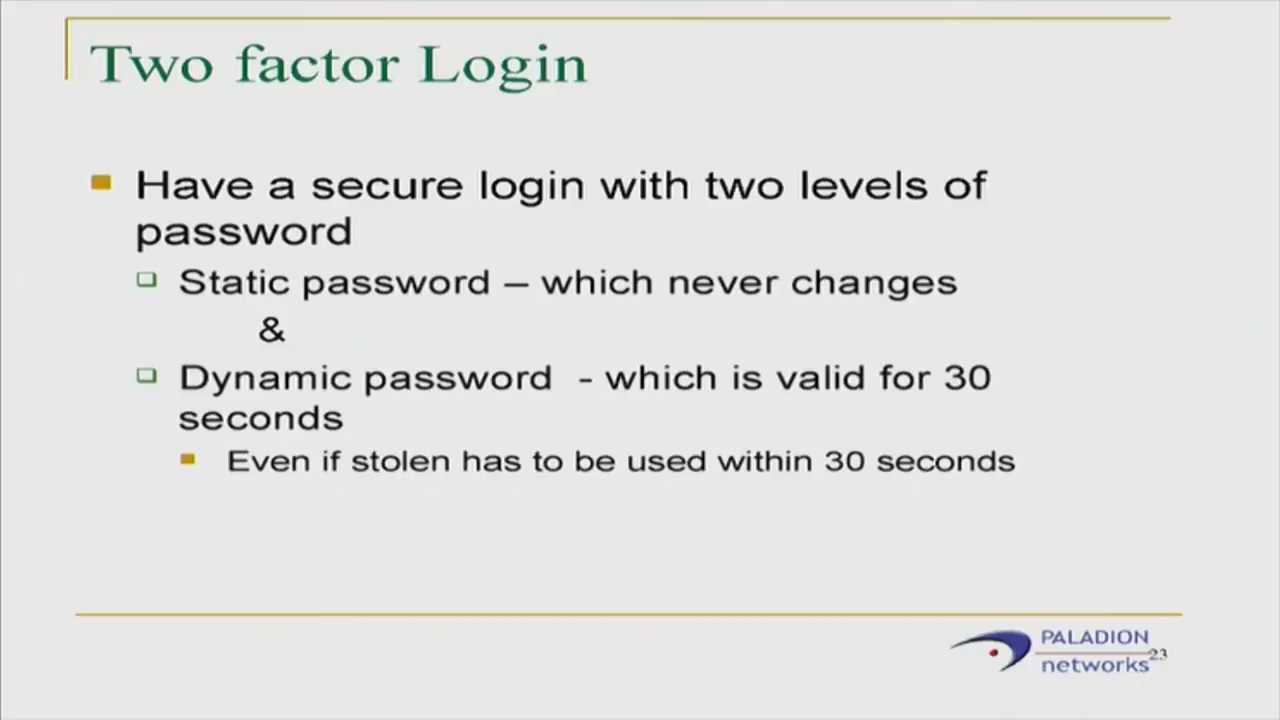 Two factor Login
Have a secure login with two levels of
password
Static password – which never changes
&
Dynamic password - which is valid for 30
seconds
Even if stolen has to be used within 30 seconds
PALADION
networks
23